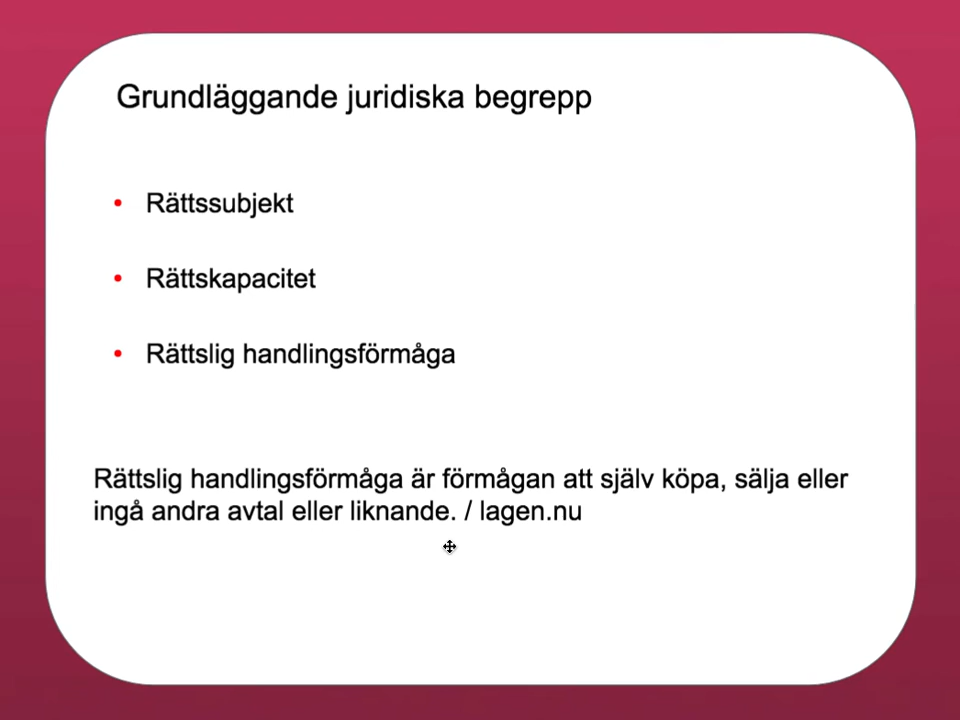 Grundläggande juridiska begrepp
• Rättssubjekt
• Rättskapacitet
• Rättslig handlingsförmåga
Rättslig handlingsförmåga är förmågan att själv köpa, sälja eller
ingå andra avtal eller liknande. / lagen.nu